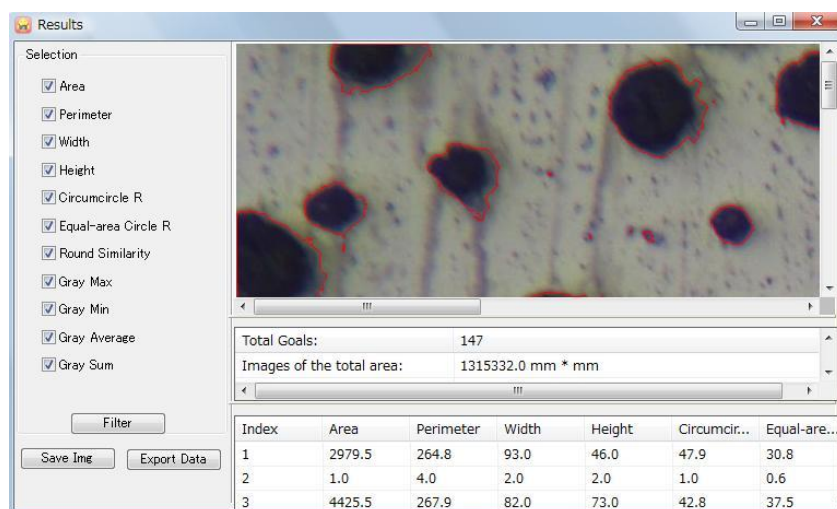 Results
Selection
Area
Perimeter
Width
Height
Circumcircle R
Equal-area Circle R
Round Similarity
Gray Max
Gray Min
Gray Average
Gray Sum
Filter
Save Img Export Data
Total Goals: 147
Images of the total area: 1315332.0 mm * mm
Index Area Perimeter Width Height Circumcir... Equal-are...
1 2979.5 264.8 93.0 46.0 47.9 30.8
2 1.0 4.0 2.0 2.0 1.0 0.6
3 4425.5 267.9 82.0 73.0 42.8 37.5